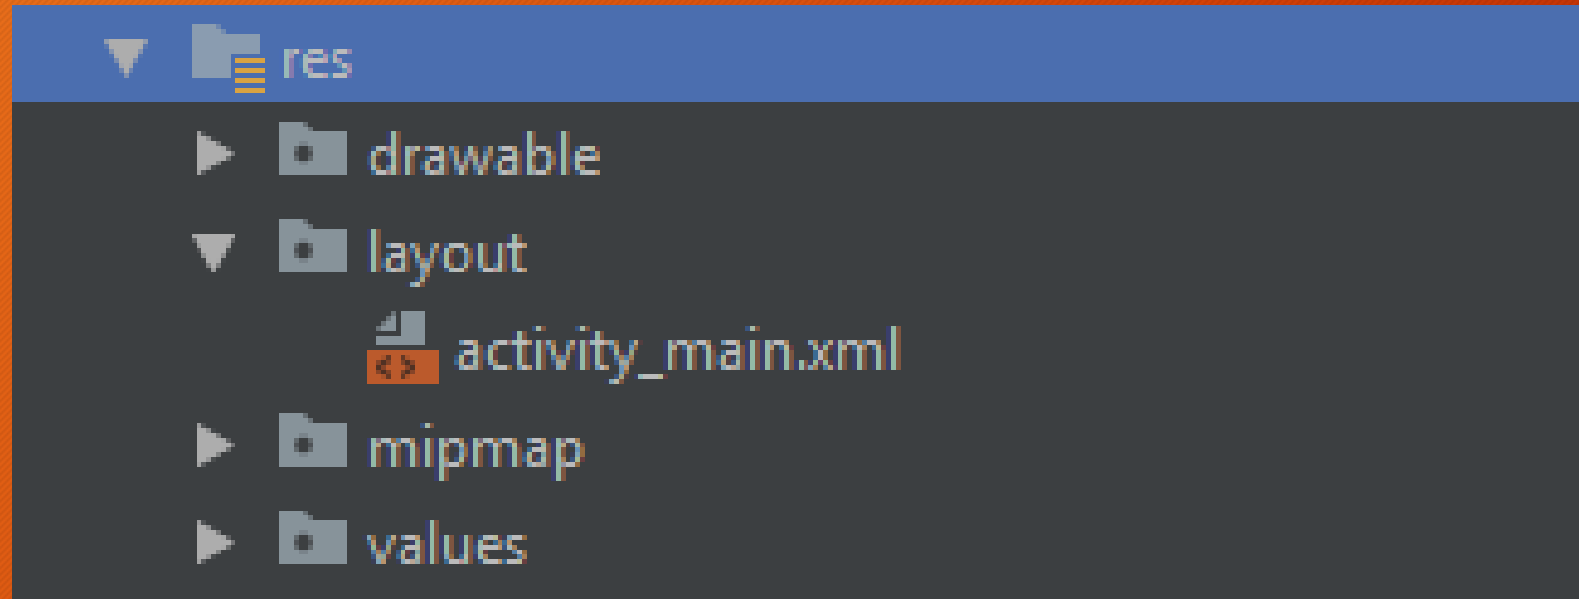 res
drawable
layout
activity_main.xml
mipmap
values